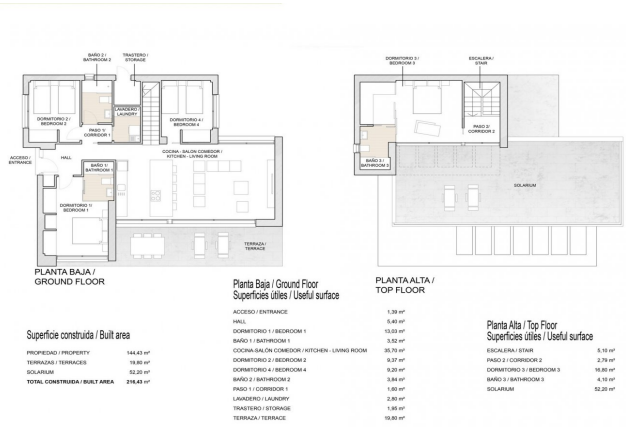 BAÑO 2 /
BATHROOM 2
TRASTERO /
STORAGE
DORMITORIO 3 /
BEDROOM 3
ESCALERA /
STAIR
LAVADERO /
LAUNDRY
DORMITORIO 2 /
BEDROOM 2
DORMITORIO 4 /
BEDROOM 4
PASO 1/
CORRIDOR 1
PASO 2/
CORRIDOR 2
ACCESO /
ENTRANCE
HALL
COCINA - SALÓN COMEDOR /
KITCHEN - LIVING ROOM
BAÑO 1/
BATHROOM 1
BAÑO 3 /
BATHROOM 3
SOLARIUM
DORMITORIO 1/
BEDROOM 1
TERRAZA /
TERRACE
PLANTA BAJA /
GROUND FLOOR
PLANTA ALTA /
TOP FLOOR
Superficie construida / Built area
PROPIEDAD / PROPERTY 144,43 m²
TERRAZAS / TERRACES 19,80 m²
SOLARIUM 52,20 m²
TOTAL CONSTRUIDA / BUILT AREA 216,43 m²
Planta Baja / Ground Floor
Superficies útiles / Useful surface
ACCESO / ENTRANCE 1,39 m²
HALL 5,40 m²
DORMITORIO 1 / BEDROOM 1 13,03 m²
BAÑO 1 / BATHROOM 1 3,52 m²
COCINA-SALÓN COMEDOR / KITCHEN - LIVING ROOM 35,70 m²
DORMITORIO 2 / BEDROOM 2 9,37 m²
DORMITORIO 4 / BEDROOM 4 9,20 m²
BAÑO 2 / BATHROOM 2 3,84 m²
PASO 1 / CORRIDOR 1 1,60 m²
LAVADERO / LAUNDRY 2,80 m²
TRASTERO / STORAGE 1,95 m²
TERRAZA / TERRACE 19,80 m²
Planta Alta / Top Floor
Superficies útiles / Useful surface
ESCALERA / STAIR 5,10 m²
PASO 2 / CORRIDOR 2 2,79 m²
DORMITORIO 3 / BEDROOM 3 16,80 m²
BAÑO 3 / BATHROOM 3 4,10 m²
SOLARIUM 52,20 m²